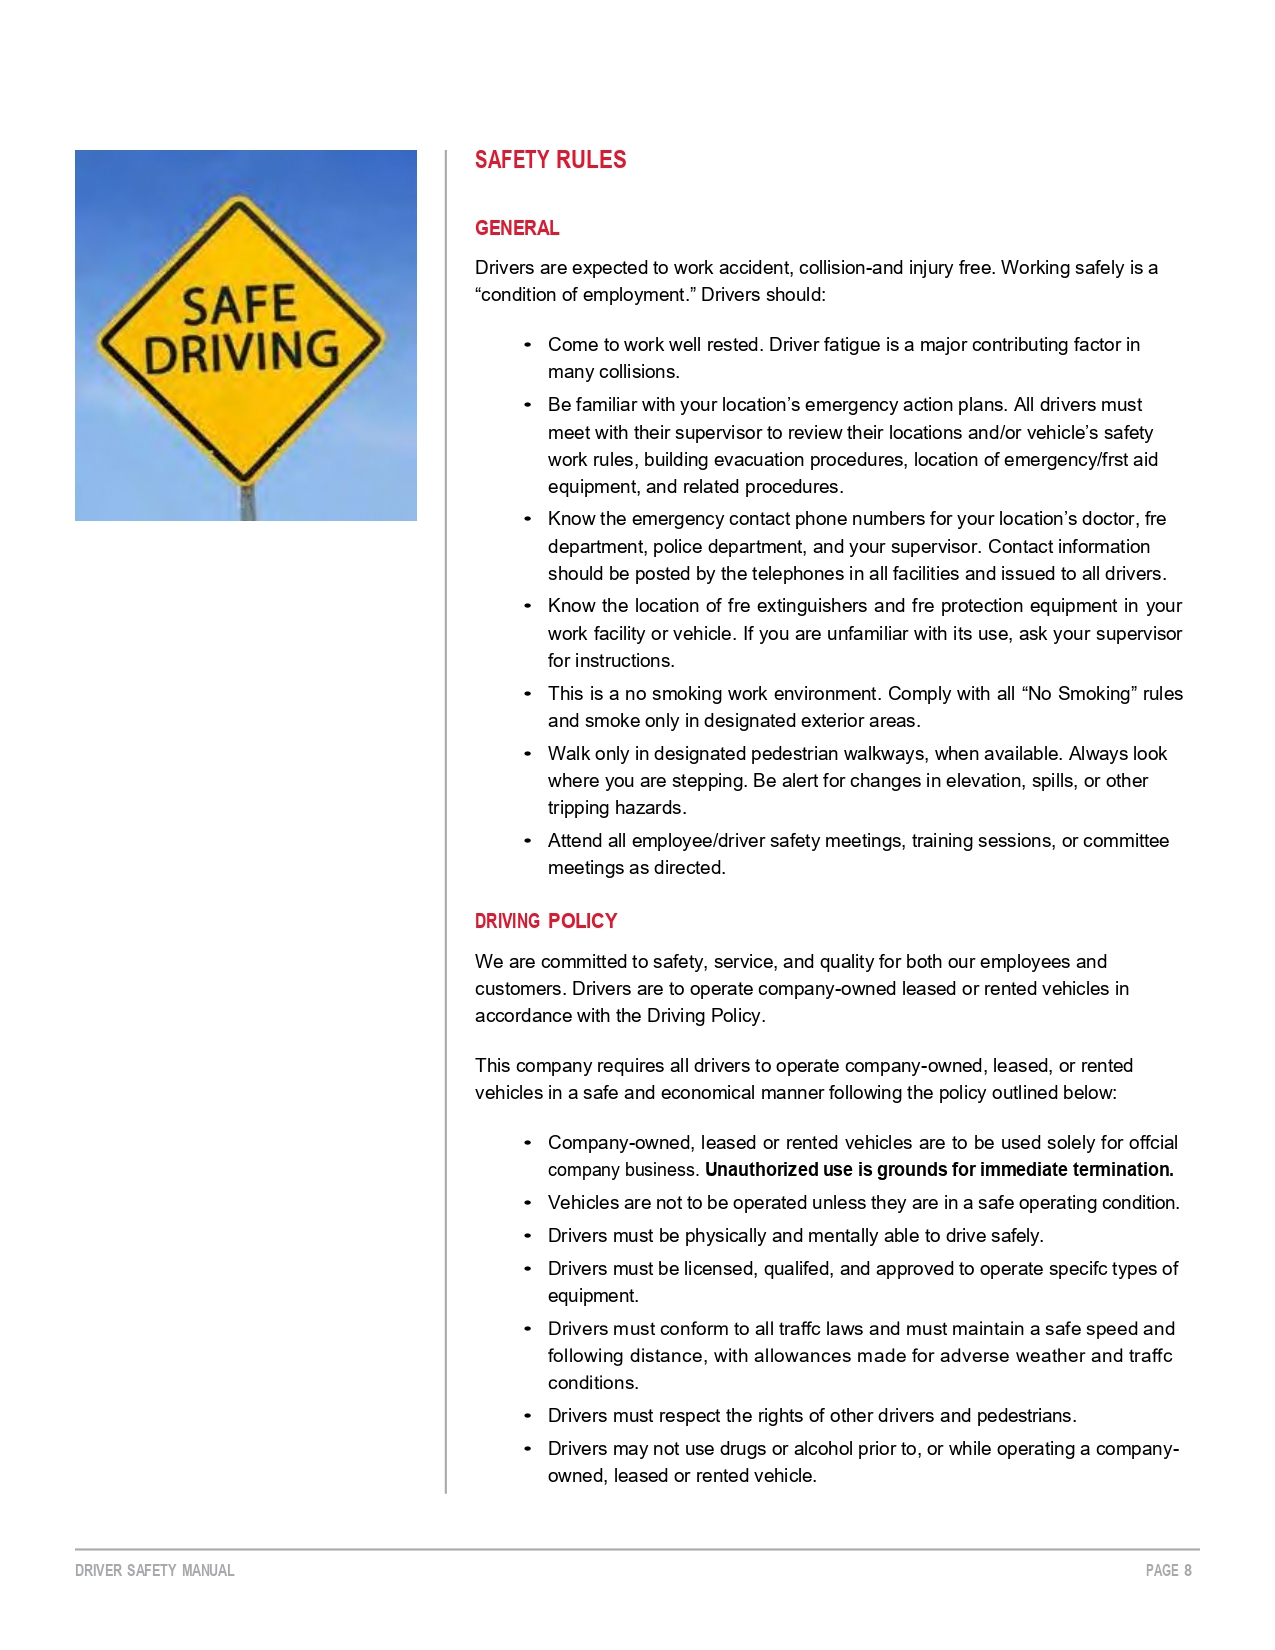 SAFE
DRIVING
SAFETY RULES
GENERAL
Drivers are expected to work accident, collision-and injury free. Working safely is a
“condition of employment.” Drivers should:
• Come to work well rested. Driver fatigue is a major contributing factor in
many collisions.
• Be familiar with your location’s emergency action plans. All drivers must
meet with their supervisor to review their locations and/or vehicle’s safety
work rules, building evacuation procedures, location of emergency/frst aid
equipment, and related procedures.
• Know the emergency contact phone numbers for your location’s doctor, fre
department, police department, and your supervisor. Contact information
should be posted by the telephones in all facilities and issued to all drivers.
• Know the location of fre extinguishers and fre protection equipment in your
work facility or vehicle. If you are unfamiliar with its use, ask your supervisor
for instructions.
• This is a no smoking work environment. Comply with all “No Smoking” rules
and smoke only in designated exterior areas.
• Walk only in designated pedestrian walkways, when available. Always look
where you are stepping. Be alert for changes in elevation, spills, or other
tripping hazards.
• Attend all employee/driver safety meetings, training sessions, or committee
meetings as directed.
DRIVING POLICY
We are committed to safety, service, and quality for both our employees and
customers. Drivers are to operate company-owned leased or rented vehicles in
accordance with the Driving Policy.
This company requires all drivers to operate company-owned, leased, or rented
vehicles in a safe and economical manner following the policy outlined below:
• Company-owned, leased or rented vehicles are to be used solely for offcial
company business. Unauthorized use is grounds for immediate termination.
• Vehicles are not to be operated unless they are in a safe operating condition.
• Drivers must be physically and mentally able to drive safely.
• Drivers must be licensed, qualifed, and approved to operate specifc types of
equipment.
• Drivers must conform to all traffc laws and must maintain a safe speed and
following distance, with allowances made for adverse weather and traffc
conditions.
• Drivers must respect the rights of other drivers and pedestrians.
• Drivers may not use drugs or alcohol prior to, or while operating a company-
owned, leased or rented vehicle.
DRIVER SAFETY MANUAL
PAGE 8